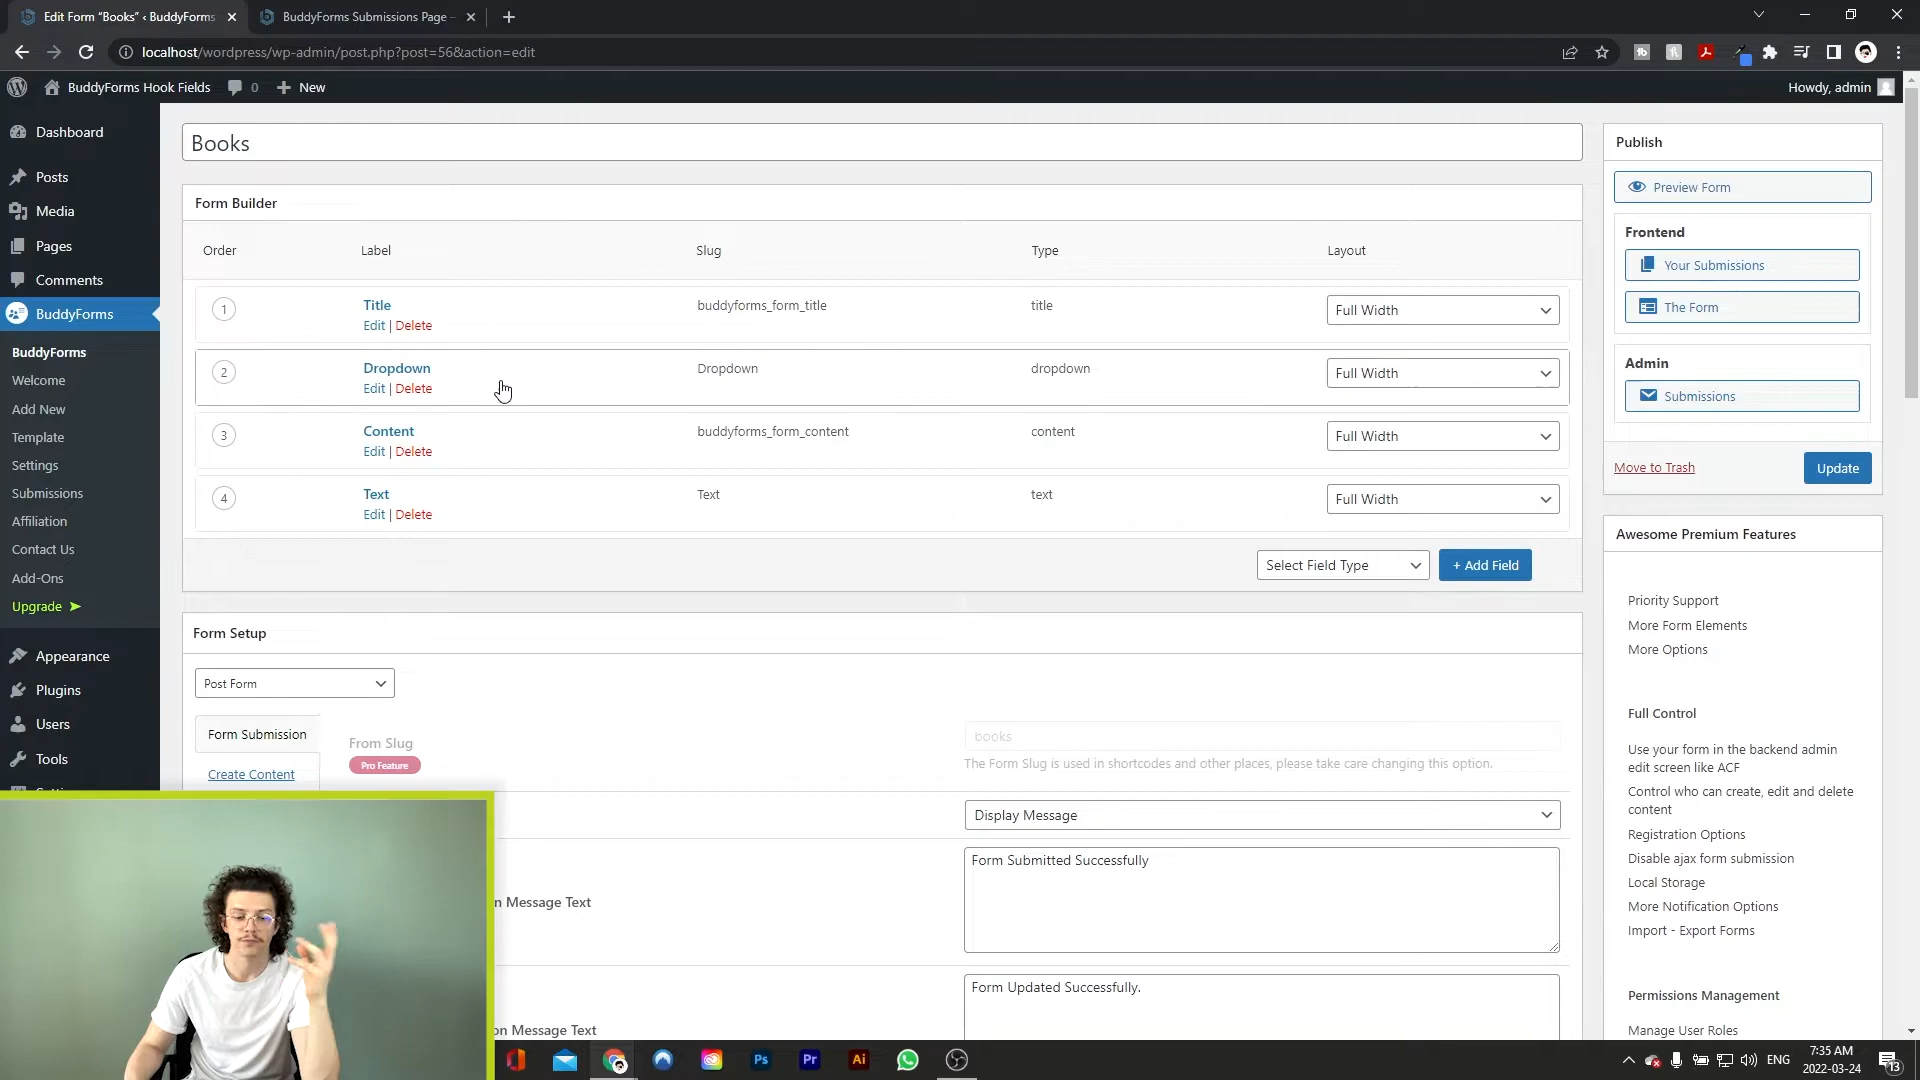 Edit Form "Books" ‹ BuddyForms
BuddyForms Submissions Page –
localhost/wordpress/wp-admin/post.php?post=56&action=edit
BuddyForms Hook Fields
0
New
Howdy, admin
Dashboard
Posts
Media
Pages
Comments
BuddyForms
BuddyForms
Welcome
Add New
Template
Settings
Submissions
Affiliation
Contact Us
Add-Ons
Upgrade ➤
Appearance
Plugins
Users
Tools
Books
Form Builder
Order Label Slug Type Layout
1 Title buddyforms_form_title title Full Width
Edit | Delete
2 Dropdown Dropdown dropdown Full Width
Edit | Delete
3 Content buddyforms_form_content content Full Width
Edit | Delete
4 Text Text text Full Width
Edit | Delete
Select Field Type
+ Add Field
Form Setup
Post Form
Form Submission
Create Content
From Slug
Pro Feature
books
The Form Slug is used in shortcodes and other places, please take care changing this option.
Display Message
n Message Text
Form Submitted Successfully
on Message Text
Form Updated Successfully.
Publish
Preview Form
Frontend
Your Submissions
The Form
Admin
Submissions
Move to Trash
Update
Awesome Premium Features
Priority Support
More Form Elements
More Options
Full Control
Use your form in the backend admin
edit screen like ACF
Control who can create, edit and delete
content
Registration Options
Disable ajax form submission
Local Storage
More Notification Options
Import - Export Forms
Permissions Management
Manage User Roles
Ps
Pr
Ai
ENG
7:35 AM
2022-03-24
13